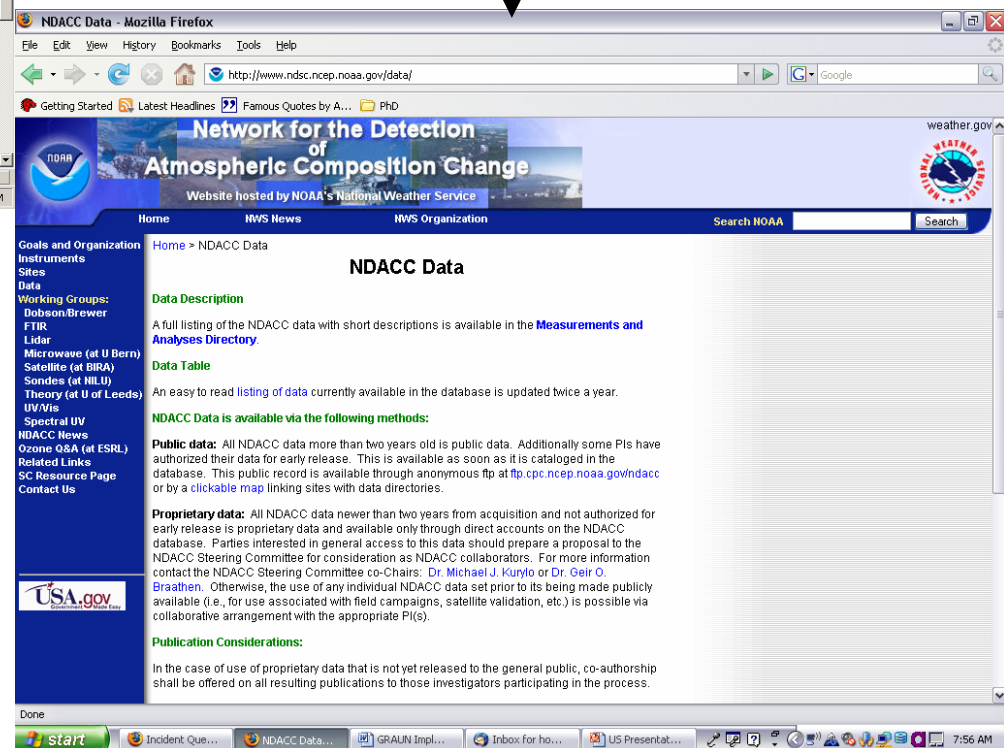 NDACC Data - Mozilla Firefox
File Edit View History Bookmarks Tools Help
http://www.ndsc.ncep.noaa.gov/data/
G Google
Getting Started Latest Headlines Famous Quotes by A... PhD
Network for the Detection
of
Atmospheric Composition Change
Website hosted by NOAA's National Weather Service
NOAA
weather.gov
NATIONAL WEATHER SERVICE
Home NWS News NWS Organization Search NOAA Search
Goals and Organization
Instruments
Sites
Data
Working Groups:
Dobson/Brewer
FTIR
Lidar
Microwave (at U Bern)
Satellite (at BIRA)
Sondes (at NILU)
Theory (at U of Leeds)
UV/Vis
Spectral UV
NDACC News
Ozone Q&A (at ESRL)
Related Links
SC Resource Page
Contact Us
USA.gov
Government Made Easy
Home > NDACC Data
NDACC Data
Data Description
A full listing of the NDACC data with short descriptions is available in the Measurements and
Analyses Directory.
Data Table
An easy to read listing of data currently available in the database is updated twice a year.
NDACC Data is available via the following methods:
Public data: All NDACC data more than two years old is public data. Additionally some PIs have
authorized their data for early release. This is available as soon as it is cataloged in the
database. This public record is available through anonymous ftp at ftp.cpc.ncep.noaa.gov/ndacc
or by a clickable map linking sites with data directories.
Proprietary data: All NDACC data newer than two years from acquisition and not authorized for
early release is proprietary data and available only through direct accounts on the NDACC
database. Parties interested in general access to this data should prepare a proposal to the
NDACC Steering Committee for consideration as NDACC collaborators. For more information
contact the NDACC Steering Committee co-Chairs: Dr. Michael J. Kurylo or Dr. Geir O.
Braathen. Otherwise, the use of any individual NDACC data set prior to its being made publicly
available (i.e., for use associated with field campaigns, satellite validation, etc.) is possible via
collaborative arrangement with the appropriate PI(s).
Publication Considerations:
In the case of use of proprietary data that is not yet released to the general public, co-authorship
shall be offered on all resulting publications to those investigators participating in the process.
Done
start Incident Que... NDACC Data... GRAUN Impl... Inbox for ho... US Presentat... 7:56 AM